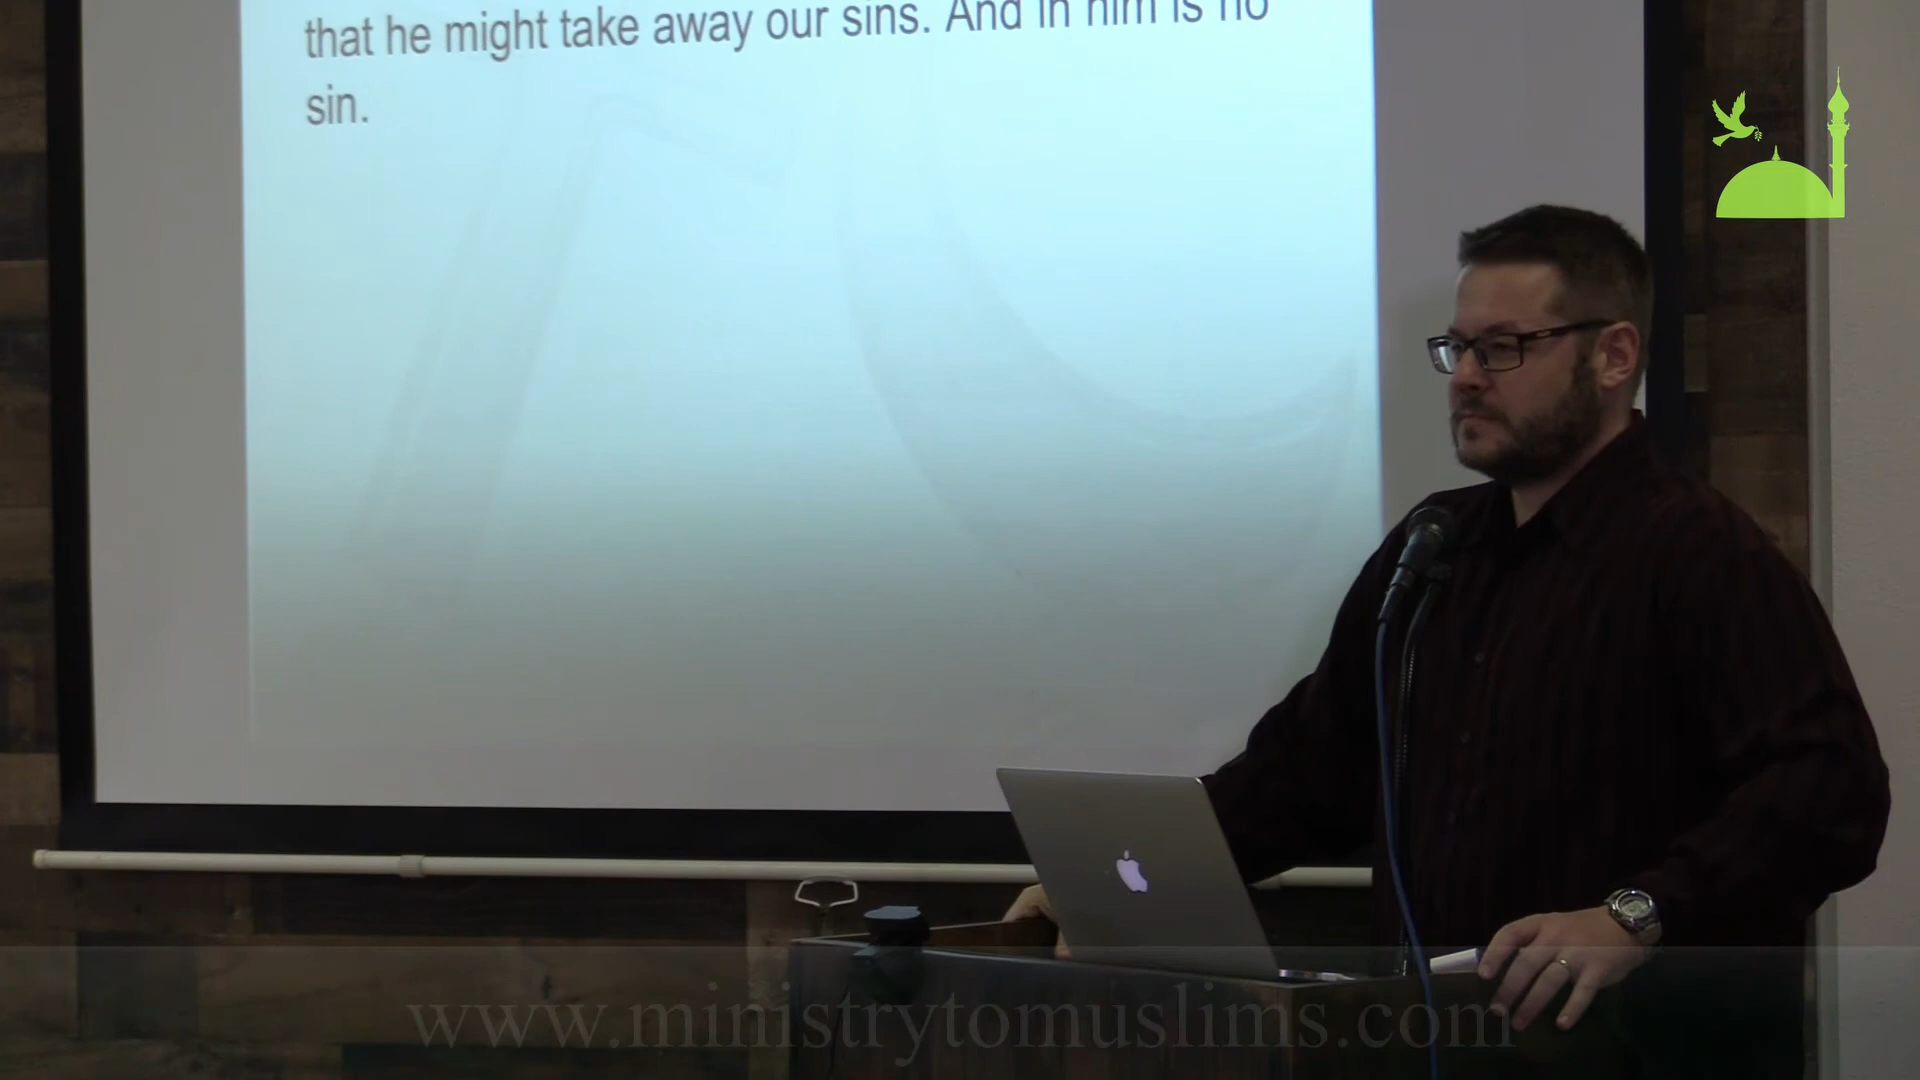 that he might take away our sins. And in him is no
sin.
www.ministrytomuslims.com